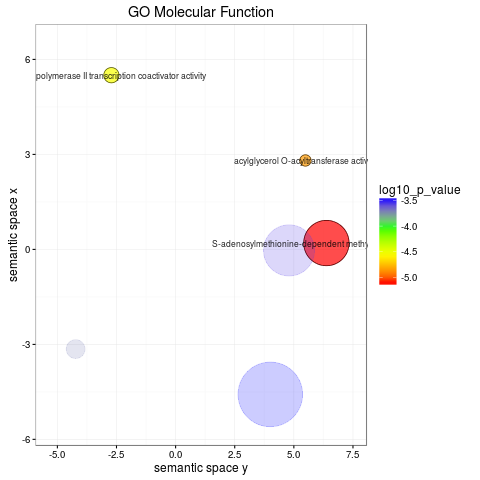 GO Molecular Function
polymerase II transcription coactivator activity
acylglycerol O-acyltransferase activ
S-adenosylmethionine-dependent methy
semantic space x
6
3
0
-3
-6
-5.0
-2.5
0.0
2.5
5.0
7.5
semantic space y
log10_p_value
-3.5
-4.0
-4.5
-5.0